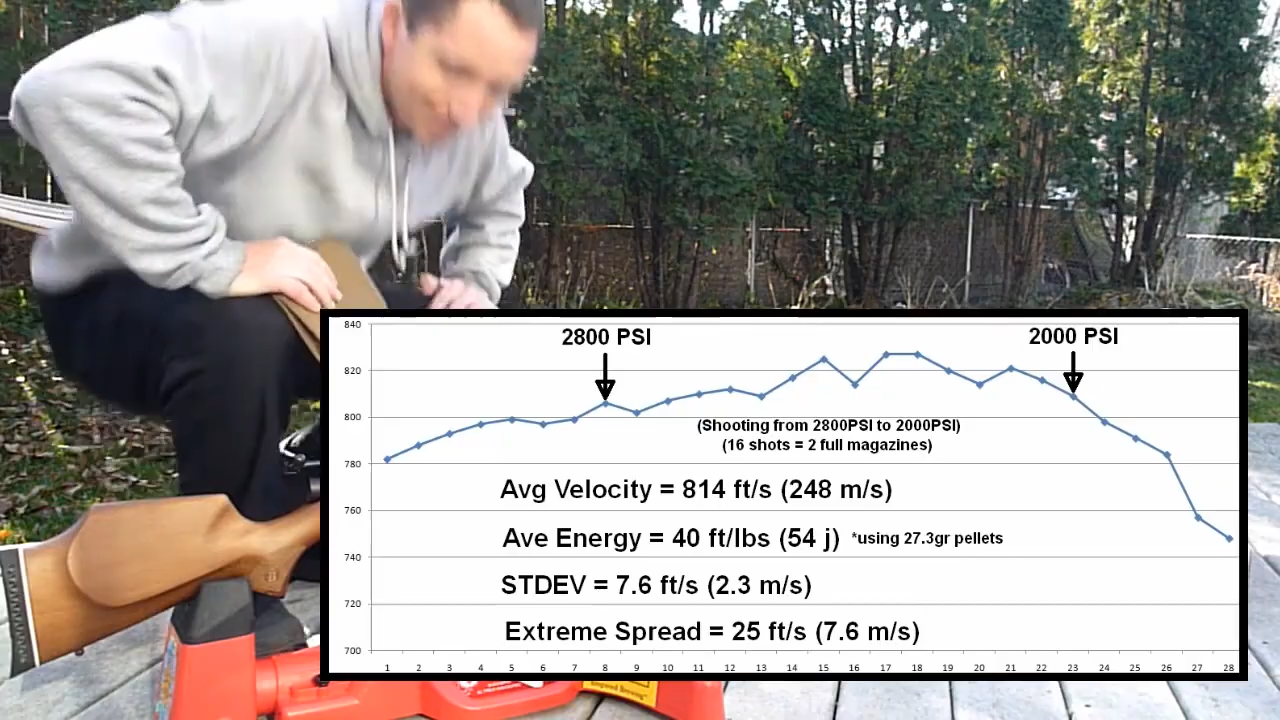 840
2800 PSI
2000 PSI
820
800
(Shooting from 2800PSI to 2000PSI)
(16 shots = 2 full magazines)
780
Avg Velocity = 814 ft/s (248 m/s)
760
Ave Energy = 40 ft/lbs (54 j) *using 27.3gr pellets
740
STDEV = 7.6 ft/s (2.3 m/s)
720
Extreme Spread = 25 ft/s (7.6 m/s)
700
1 2 3 4 5 6 7 8 9 10 11 12 13 14 15 16 17 18 19 20 21 22 23 24 25 26 27 28